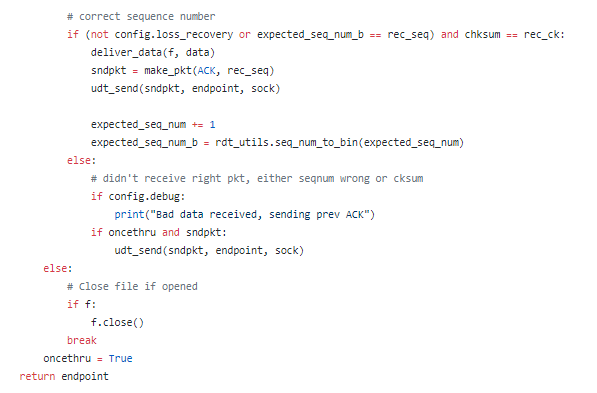 # correct sequence number
if (not config.loss_recovery or expected_seq_num_b == rec_seq) and chksum == rec_ck:
deliver_data(f, data)
sndpkt = make_pkt(ACK, rec_seq)
udt_send(sndpkt, endpoint, sock)
expected_seq_num += 1
expected_seq_num_b = rdt_utils.seq_num_to_bin(expected_seq_num)
else:
# didn't receive right pkt, either seqnum wrong or cksum
if config.debug:
print("Bad data received, sending prev ACK")
if oncethru and sndpkt:
udt_send(sndpkt, endpoint, sock)
else:
# Close file if opened
if f:
f.close()
break
oncethru = True
return endpoint